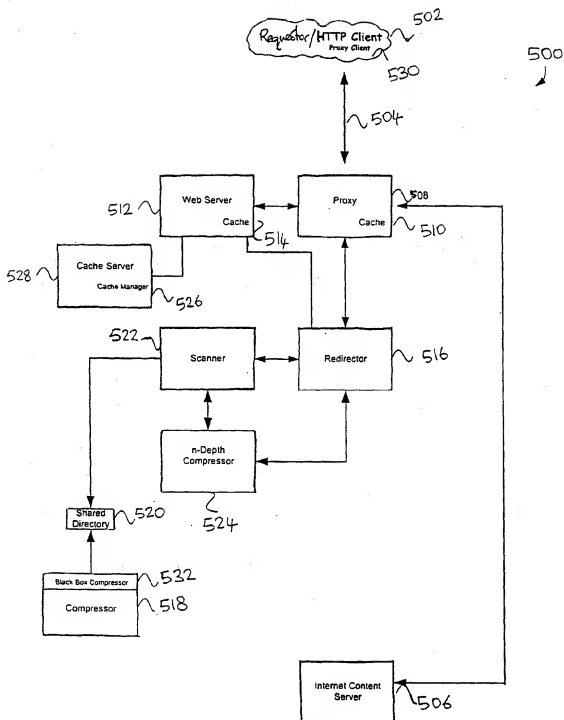 502
Requestor/HTTP Client
Proxy Client
530
500
504
508
512
Web Server
Proxy
Cache
514
Cache
510
528
Cache Server
Cache Manager
526
522
Scanner
Redirector
516
n-Depth
Compressor
524
Shared
Directory
520
Black Box Compressor
532
Compressor
518
Internet Content
Server
506